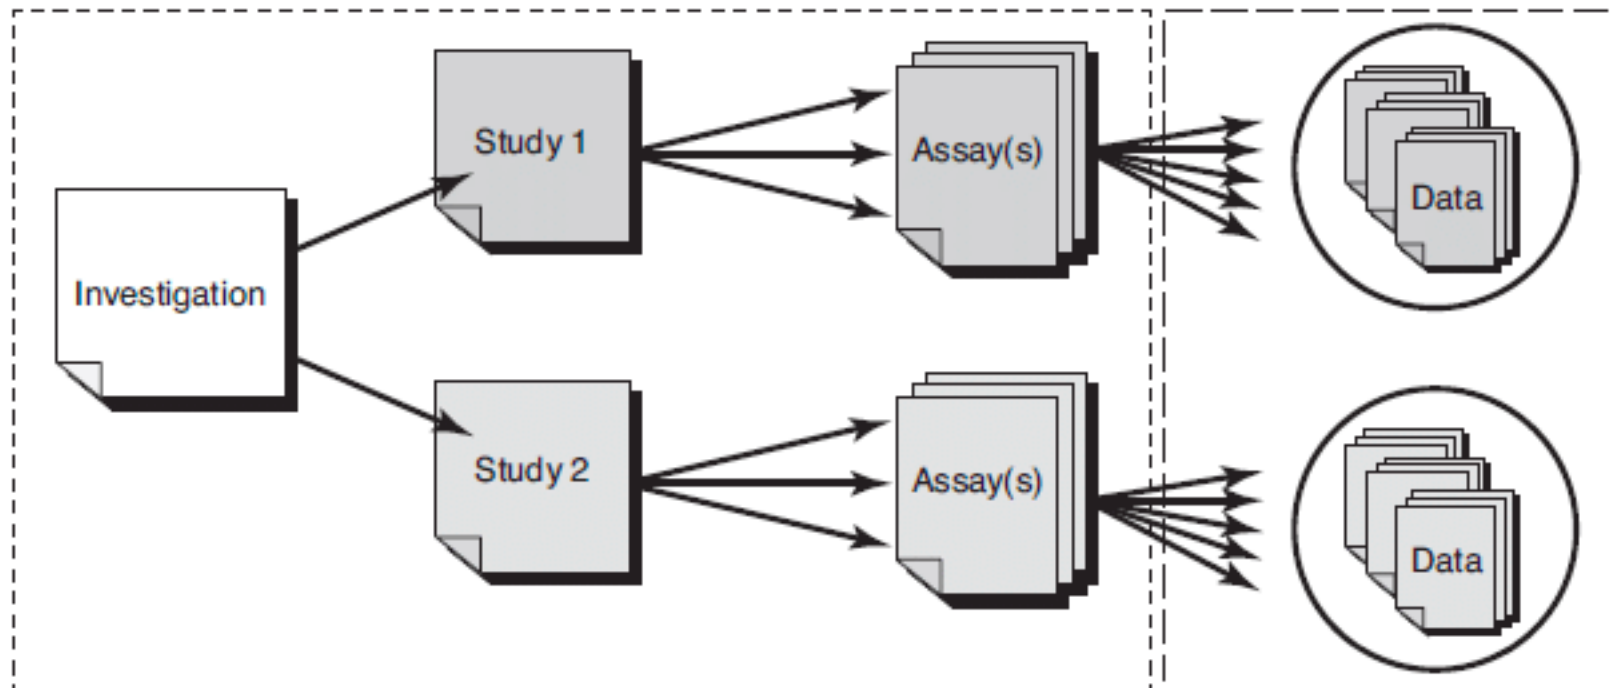 Investigation
Study 1
Assay(s)
Data
Study 2
Assay(s)
Data